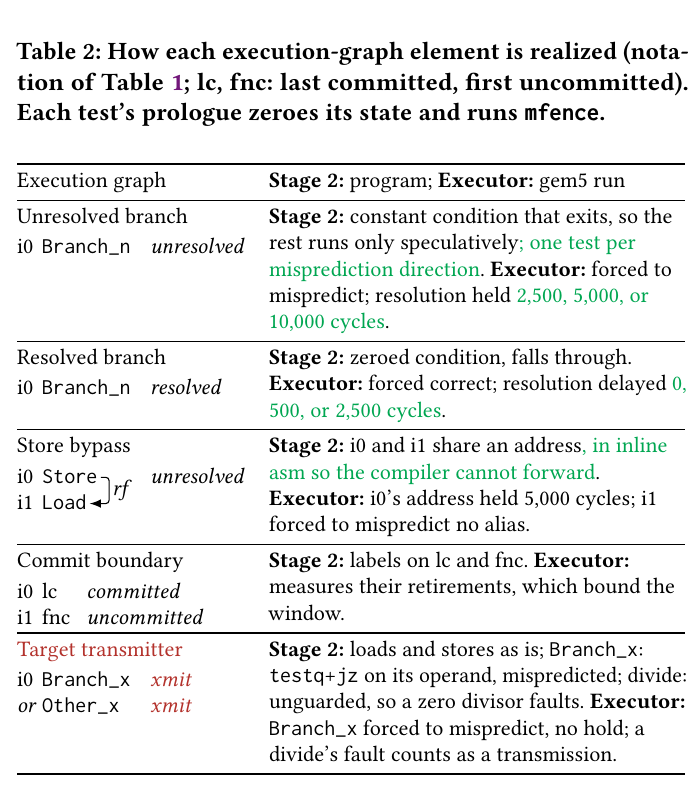 Table 2: How each execution-graph element is realized (nota-
tion of Table 1; lc, fnc: last committed, first uncommitted).
Each test's prologue zeroes its state and runs mfence.
Execution graph
Stage 2: program; Executor: gem5 run
Unresolved branch
i0 Branch_n unresolved
Stage 2: constant condition that exits, so the
rest runs only speculatively; one test per
misprediction direction. Executor: forced to
mispredict; resolution held 2,500, 5,000, or
10,000 cycles.
Resolved branch
i0 Branch_n resolved
Stage 2: zeroed condition, falls through.
Executor: forced correct; resolution delayed 0,
500, or 2,500 cycles.
Store bypass
i0 Store unresolved
rf
i1 Load
Stage 2: i0 and i1 share an address, in inline
asm so the compiler cannot forward.
Executor: i0's address held 5,000 cycles; i1
forced to mispredict no alias.
Commit boundary
i0 lc committed
i1 fnc uncommitted
Stage 2: labels on lc and fnc. Executor:
measures their retirements, which bound the
window.
Target transmitter
i0 Branch_x xmit
or Other_x xmit
Stage 2: loads and stores as is; Branch_x:
testq+jz on its operand, mispredicted; divide:
unguarded, so a zero divisor faults. Executor:
Branch_x forced to mispredict, no hold; a
divide's fault counts as a transmission.